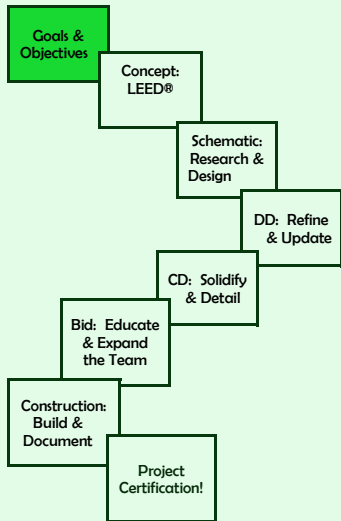 Goals &
Objectives
Concept:
LEED®
Schematic:
Research &
Design
DD: Refine
& Update
CD: Solidify
& Detail
Bid: Educate
& Expand
the Team
Construction:
Build &
Document
Project
Certification!